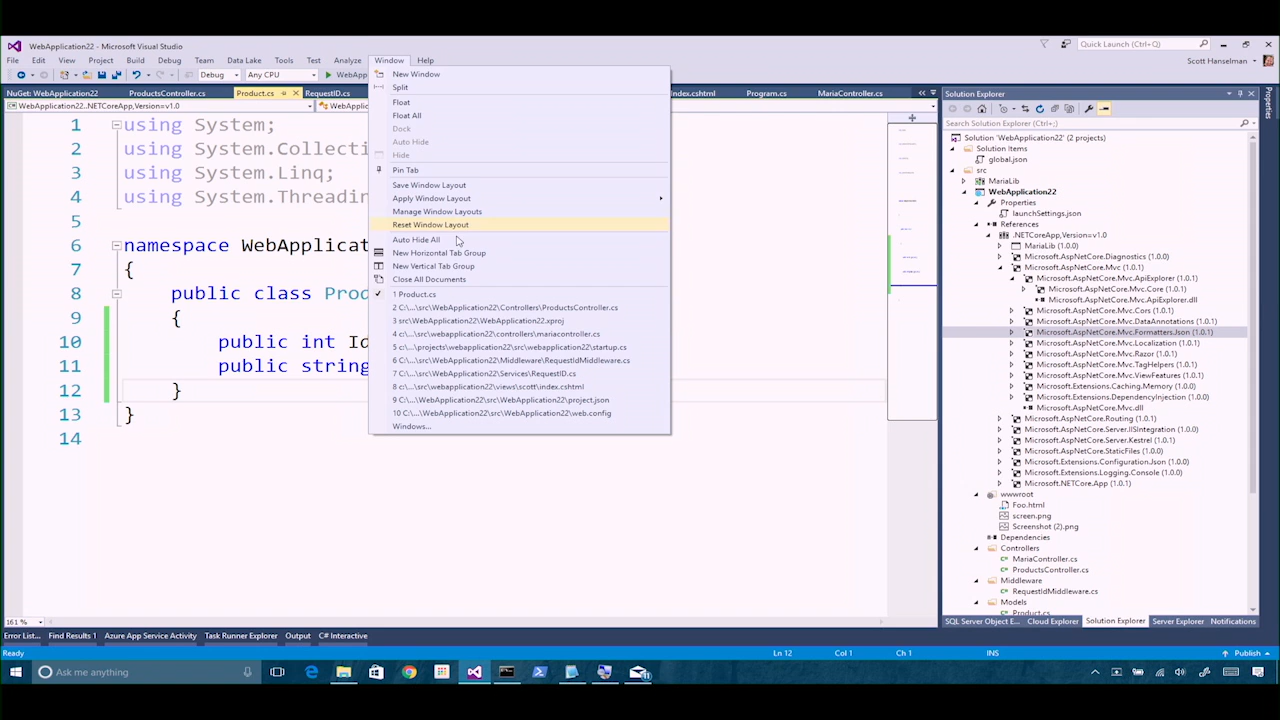 WebApplication22 - Microsoft Visual Studio
Quick Launch (Ctrl+;)
File Edit View Project Build Debug Team Data Lake Tools Test Analyze Window Help
Scott Hanselman
Debug Any CPU WebApp
NuGet: WebApplication22 ProductsController.cs Product.cs RequestID.cs Index.cshtml Program.cs MariaController.cs
WebApplication22..NETCoreApp,Version=v1.0
1 using System;
2 using System.Collecti
3 using System.Linq;
4 using System.Threadin
6 namespace WebApplicat
7 {
8 public class Pro
9 {
10 public int Id
11 public string
12 }
13 }
14
New Window
Split
Float
Float All
Dock
Auto Hide
Hide
Pin Tab
Save Window Layout
Apply Window Layout
Manage Window Layouts
Reset Window Layout
Auto Hide All
New Horizontal Tab Group
New Vertical Tab Group
Close All Documents
1 Product.cs
2 C:\...\src\WebApplication22\Controllers\ProductsController.cs
3 src\WebApplication22\WebApplication22.xproj
4 c:\...\src\webapplication22\controllers\mariacontroller.cs
5 c:\...\projects\webapplication22\src\webapplication22\startup.cs
6 C:\...\src\WebApplication22\Middleware\RequestIdMiddleware.cs
7 C:\...\src\WebApplication22\Services\RequestID.cs
8 c:\...\src\webapplication22\views\scott\index.cshtml
9 C:\...\WebApplication22\src\WebApplication22\project.json
10 C:\...\WebApplication22\src\WebApplication22\web.config
Windows...
Solution Explorer
Properties
Search Solution Explorer (Ctrl+;)
Solution 'WebApplication22' (2 projects)
Solution Items
global.json
src
MariaLib
WebApplication22
Properties
launchSettings.json
References
.NETCoreApp,Version=v1.0
MariaLib (1.0.0)
Microsoft.AspNetCore.Diagnostics (1.0.0)
Microsoft.AspNetCore.Mvc (1.0.1)
Microsoft.AspNetCore.Mvc.ApiExplorer (1.0.1)
Microsoft.AspNetCore.Mvc.Core (1.0.1)
Microsoft.AspNetCore.Mvc.ApiExplorer.dll
Microsoft.AspNetCore.Mvc.Cors (1.0.1)
Microsoft.AspNetCore.Mvc.DataAnnotations (1.0.1)
Microsoft.AspNetCore.Mvc.Formatters.Json (1.0.1)
Microsoft.AspNetCore.Mvc.Localization (1.0.1)
Microsoft.AspNetCore.Mvc.Razor (1.0.1)
Microsoft.AspNetCore.Mvc.TagHelpers (1.0.1)
Microsoft.AspNetCore.Mvc.ViewFeatures (1.0.1)
Microsoft.Extensions.Caching.Memory (1.0.0)
Microsoft.Extensions.DependencyInjection (1.0.0)
Microsoft.AspNetCore.Mvc.dll
Microsoft.AspNetCore.Routing (1.0.1)
Microsoft.AspNetCore.Server.IISIntegration (1.0.0)
Microsoft.AspNetCore.Server.Kestrel (1.0.1)
Microsoft.AspNetCore.StaticFiles (1.0.0)
Microsoft.Extensions.Configuration.Json (1.0.0)
Microsoft.Extensions.Logging.Console (1.0.0)
Microsoft.NETCore.App (1.0.1)
wwwroot
Foo.html
screen.png
Screenshot (2).png
Dependencies
Controllers
MariaController.cs
ProductsController.cs
Middleware
RequestIdMiddleware.cs
Models
Product.cs
161 %
SQL Server Object E... Cloud Explorer Solution Explorer Server Explorer Notifications
Error List... Find Results 1 Azure App Service Activity Task Runner Explorer Output C# Interactive
Ready Ln 12 Col 1 Ch 1 INS Publish
Ask me anything